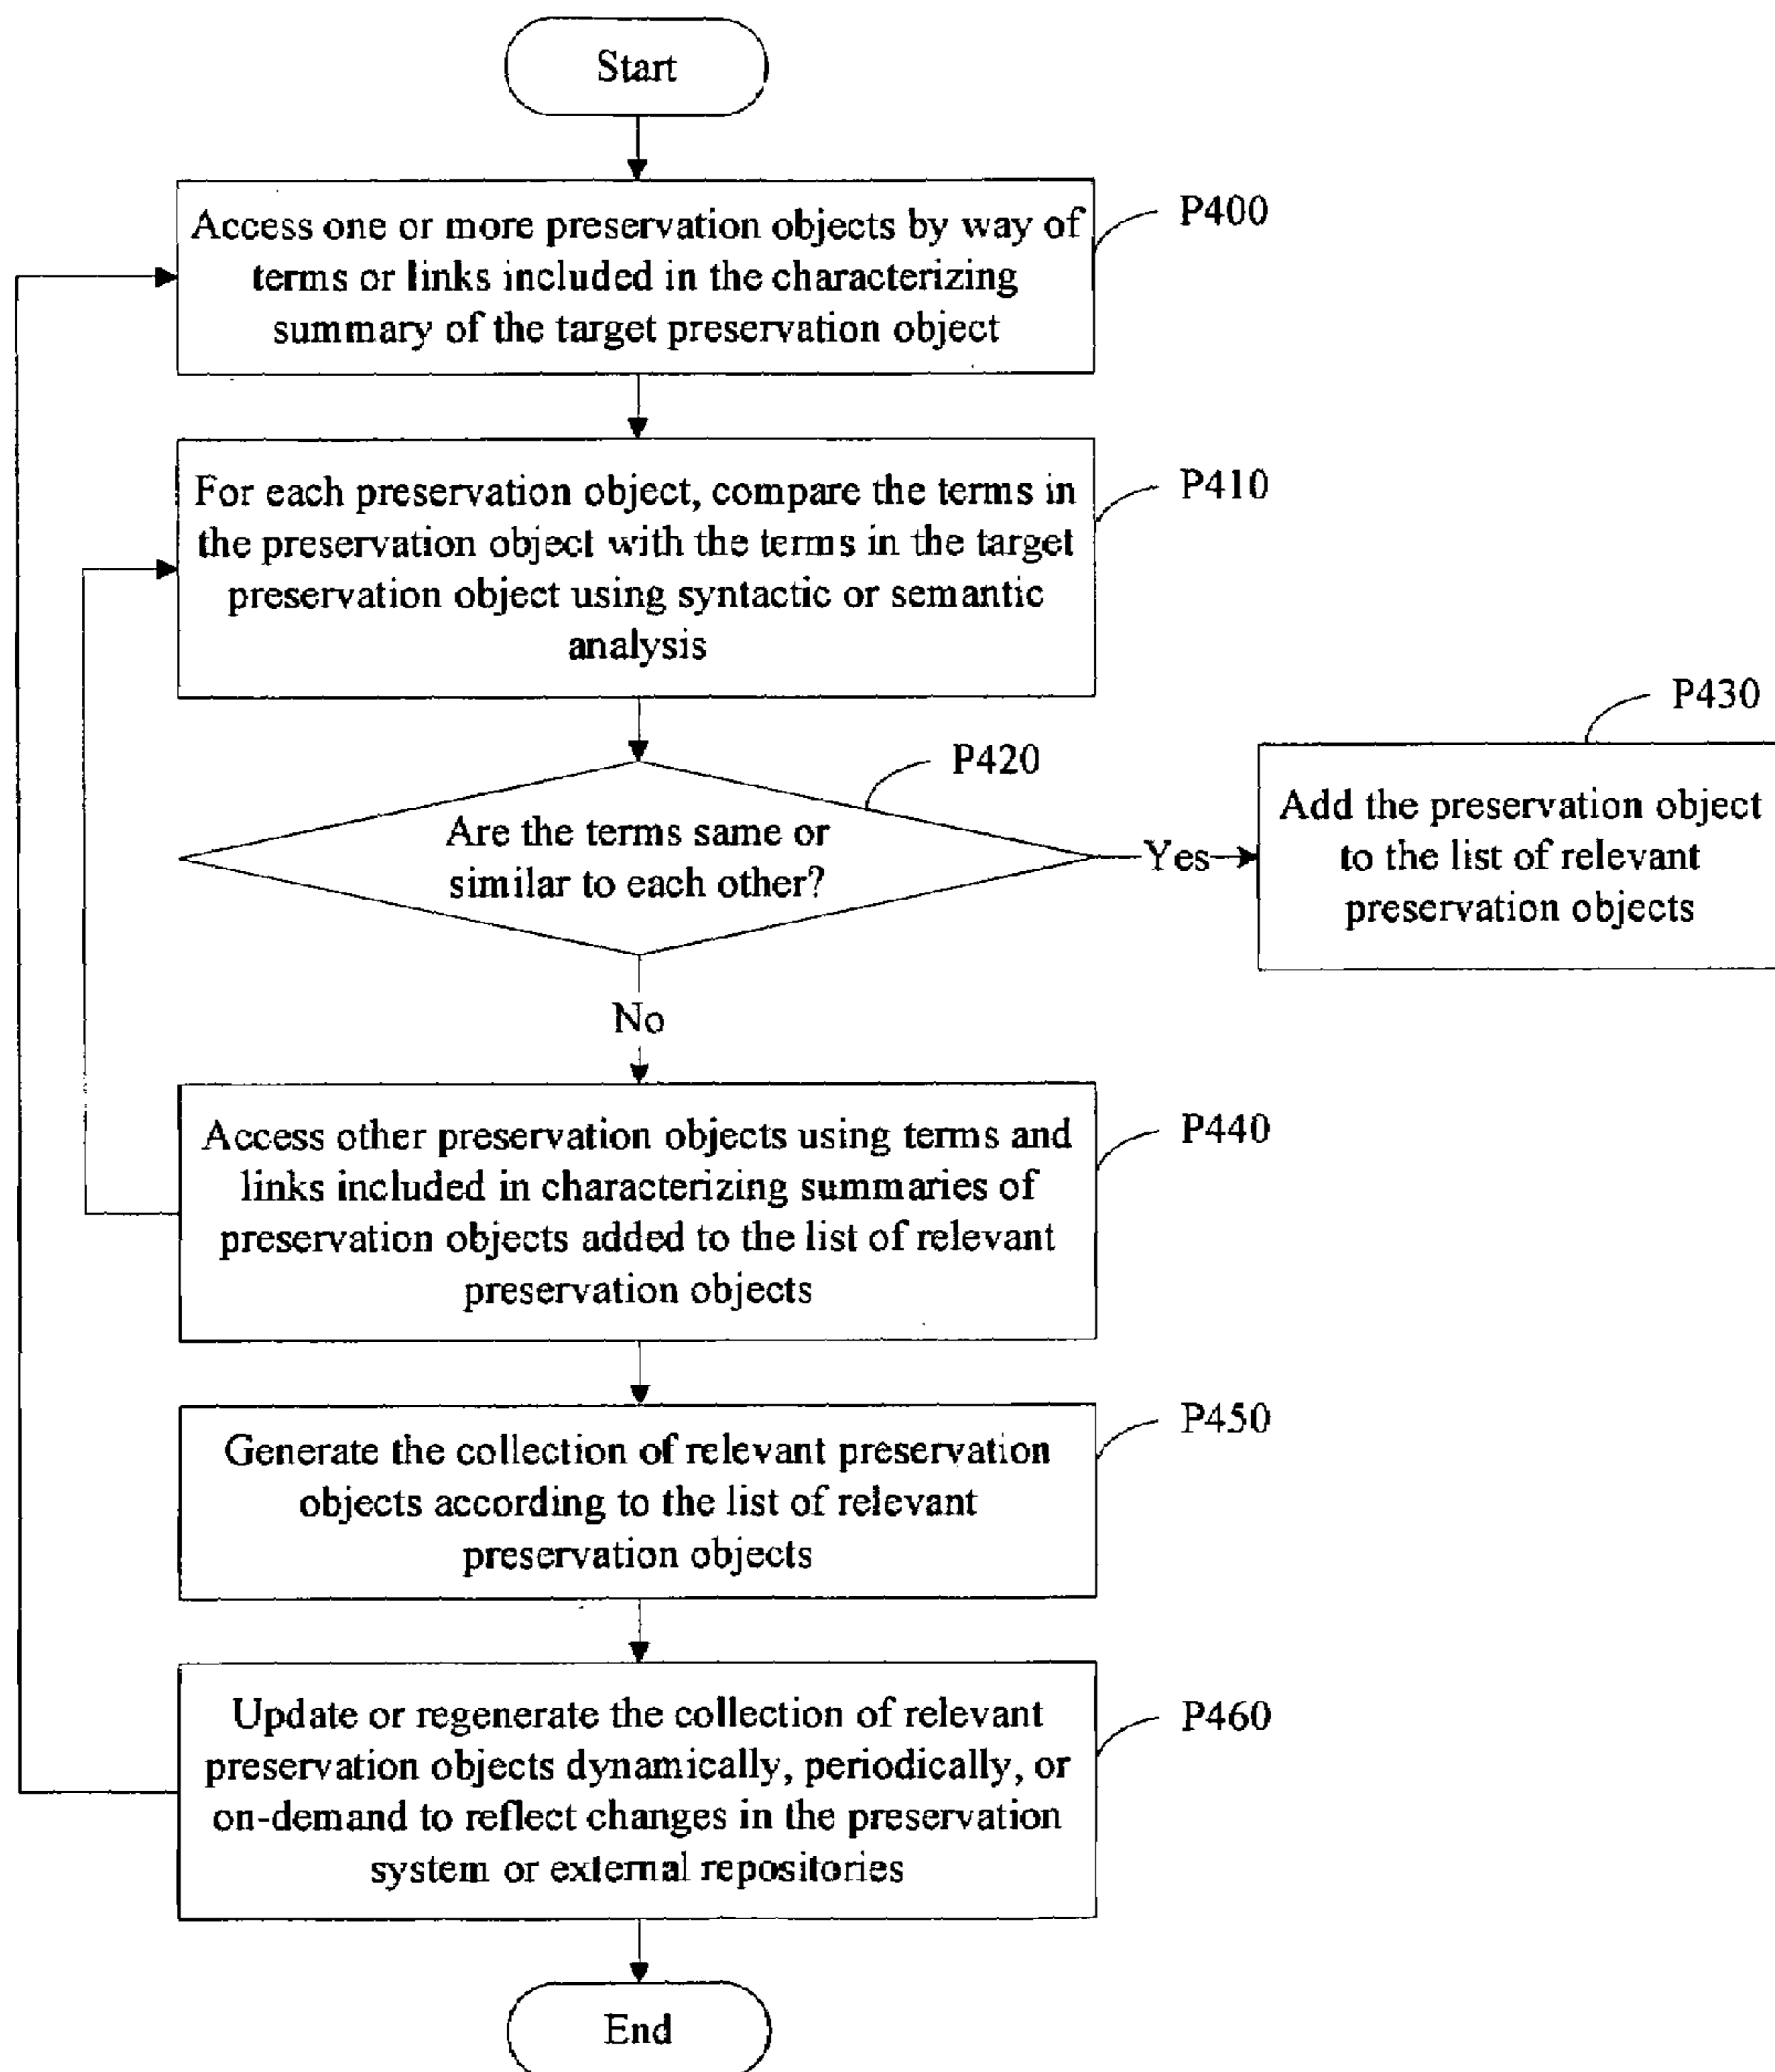 Start
Access one or more preservation objects by way of
terms or links included in the characterizing
summary of the target preservation object
P400
For each preservation object, compare the terms in
the preservation object with the terms in the target
preservation object using syntactic or semantic
analysis
P410
Are the terms same or
similar to each other?
P420
Yes
Add the preservation object
to the list of relevant
preservation objects
P430
No
Access other preservation objects using terms and
links included in characterizing summaries of
preservation objects added to the list of relevant
preservation objects
P440
Generate the collection of relevant preservation
objects according to the list of relevant
preservation objects
P450
Update or regenerate the collection of relevant
preservation objects dynamically, periodically, or
on-demand to reflect changes in the preservation
system or external repositories
P460
End